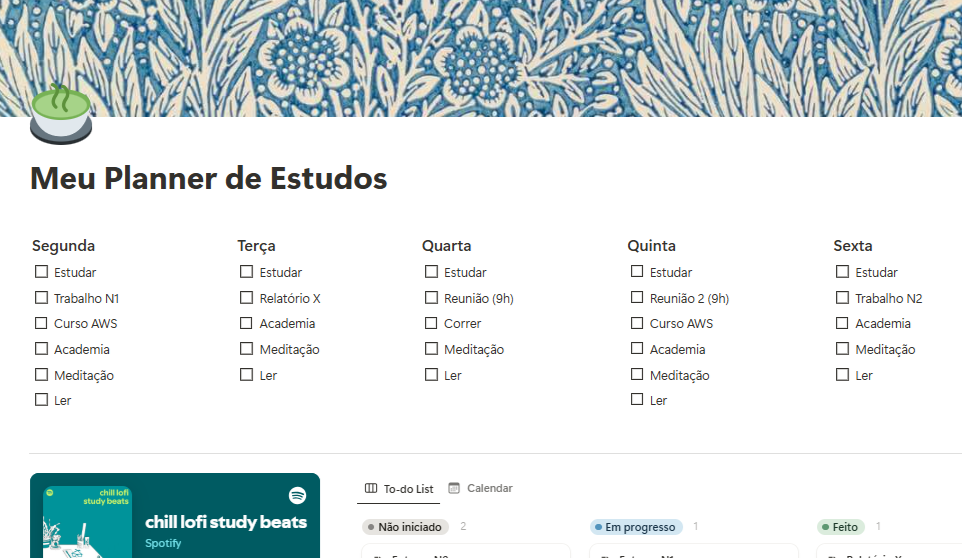 Meu Planner de Estudos
Segunda
Estudar
Trabalho N1
Curso AWS
Academia
Meditação
Ler
Terça
Estudar
Relatório X
Academia
Meditação
Ler
Quarta
Estudar
Reunião (9h)
Correr
Meditação
Ler
Quinta
Estudar
Reunião 2 (9h)
Curso AWS
Academia
Meditação
Ler
Sexta
Estudar
Trabalho N2
Academia
Meditação
Ler
chill lofi
study beats
chill lofi study beats
Spotify
To-do List Calendar
Não iniciado 2
Em progresso 1
Feito 1